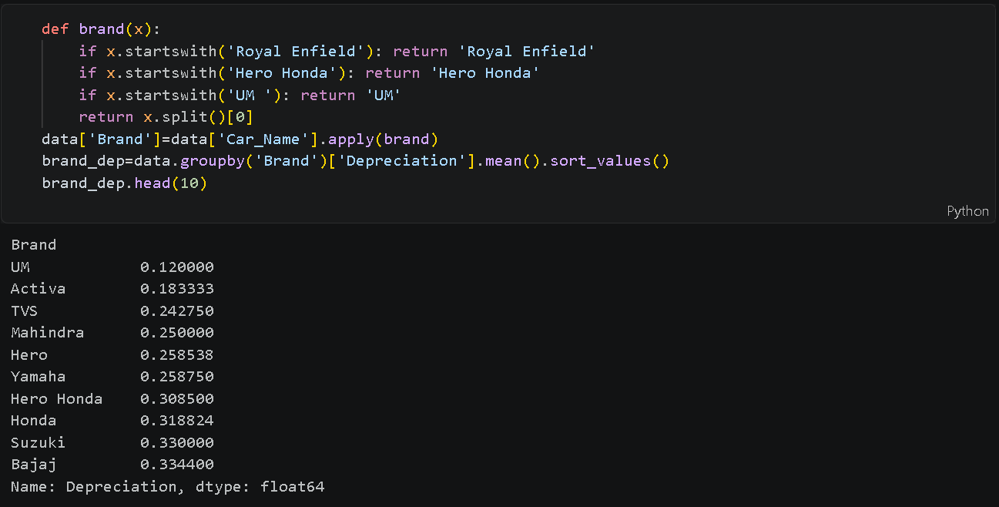 def brand(x):
    if x.startswith('Royal Enfield'): return 'Royal Enfield'
    if x.startswith('Hero Honda'): return 'Hero Honda'
    if x.startswith('UM '): return 'UM'
    return x.split()[0]
data['Brand']=data['Car_Name'].apply(brand)
brand_dep=data.groupby('Brand')['Depreciation'].mean().sort_values()
brand_dep.head(10)
Python
Brand
UM            0.120000
Activa        0.183333
TVS           0.242750
Mahindra      0.250000
Hero          0.258538
Yamaha        0.258750
Hero Honda    0.308500
Honda         0.318824
Suzuki        0.330000
Bajaj         0.334400
Name: Depreciation, dtype: float64